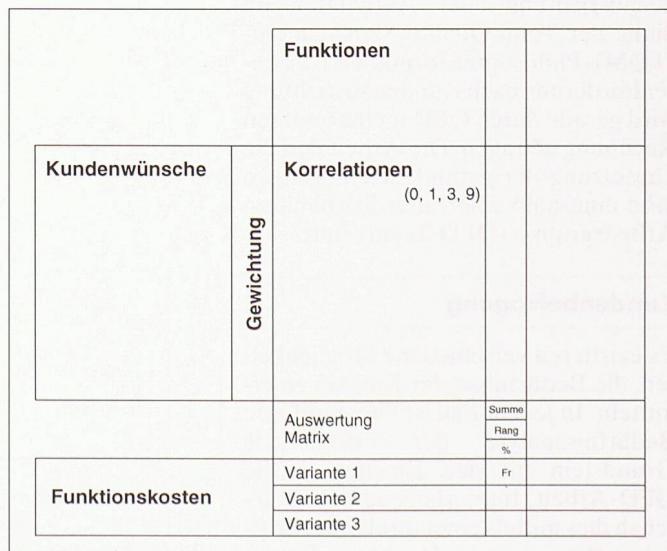 Funktionen
Kundenwünsche
Gewichtung
Korrelationen
(0, 1, 3, 9)
Auswertung
Matrix
Summe
Rang
%
Funktionskosten
Variante 1
Fr
Variante 2
Variante 3